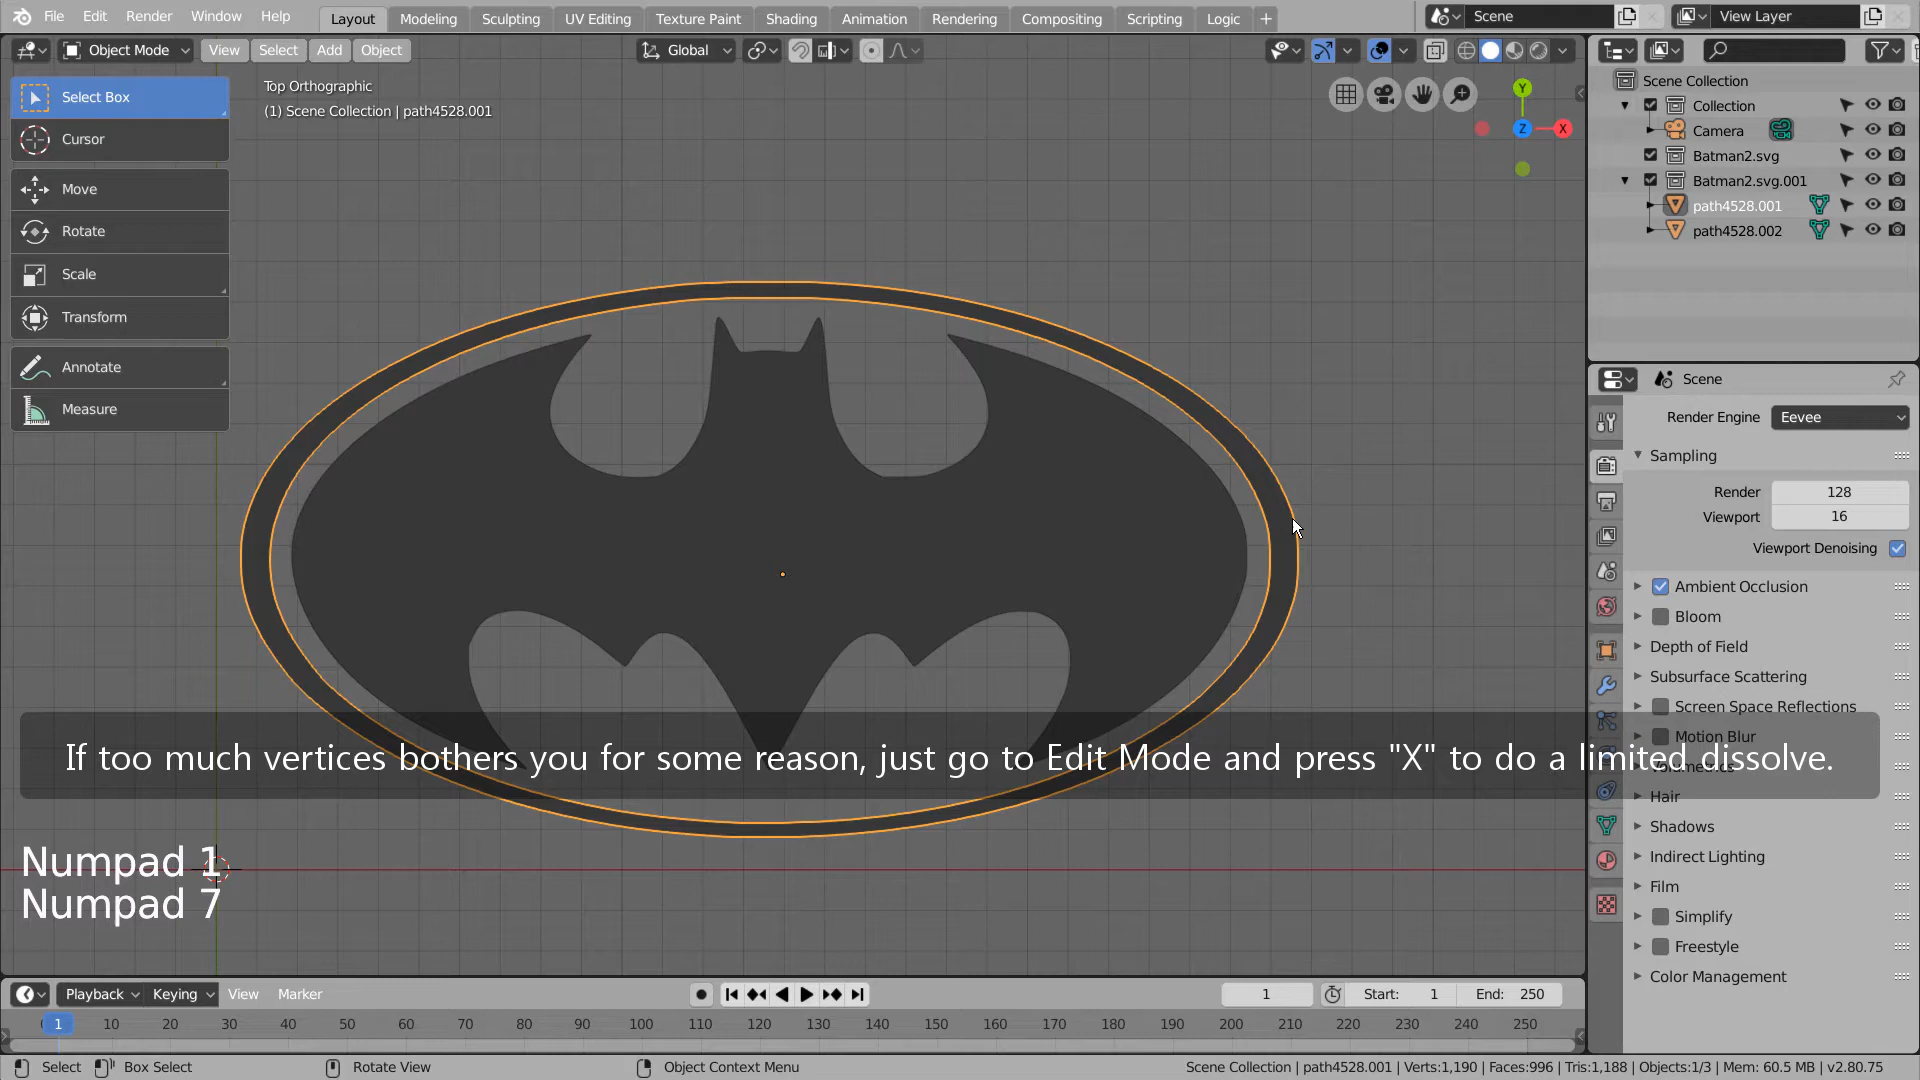 File Edit Render Window Help Layout Modeling Sculpting UV Editing Texture Paint Shading Animation Rendering Compositing Scripting Logic + Scene View Layer
Object Mode View Select Add Object Global
Select Box
Cursor
Move
Rotate
Scale
Transform
Annotate
Measure
Top Orthographic
(1) Scene Collection | path4528.001
Y
Z
X
Scene Collection
Collection
Camera
Batman2.svg
Batman2.svg.001
path4528.001
path4528.002
Scene
Render Engine Eevee
Sampling
Render 128
Viewport 16
Viewport Denoising
Ambient Occlusion
Bloom
Depth of Field
Subsurface Scattering
Screen Space Reflections
Motion Blur
Volumetrics
Hair
Shadows
Indirect Lighting
Film
Simplify
Freestyle
Color Management
If too much vertices bothers you for some reason, just go to Edit Mode and press "X" to do a limited dissolve.
Numpad 1
Numpad 7
Playback Keying View Marker 1 Start: 1 End: 250
1 10 20 30 40 50 60 70 80 90 100 110 120 130 140 150 160 170 180 190 200 210 220 230 240 250
Select Box Select Rotate View Object Context Menu Scene Collection | path4528.001 | Verts:1,190 | Faces:996 | Tris:1,188 | Objects:1/3 | Mem: 60.5 MB | v2.80.75